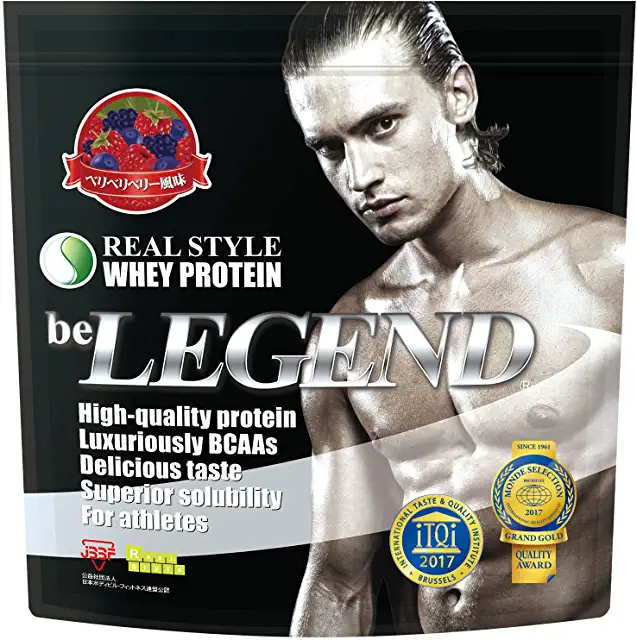 ベリベリベリー風味
REAL STYLE
WHEY PROTEIN
be LEGEND®
High-quality protein
Luxuriously BCAAs
Delicious taste
Superior solubility
For athletes
JBBF
Real
Style
公益社団法人
日本ボディビル・フィットネス連盟公認
INTERNATIONAL TASTE & QUALITY INSTITUTE
iTQi
2017
BRUSSELS
SINCE 1961
MONDE SELECTION
2017
GRAND GOLD
QUALITY
AWARD